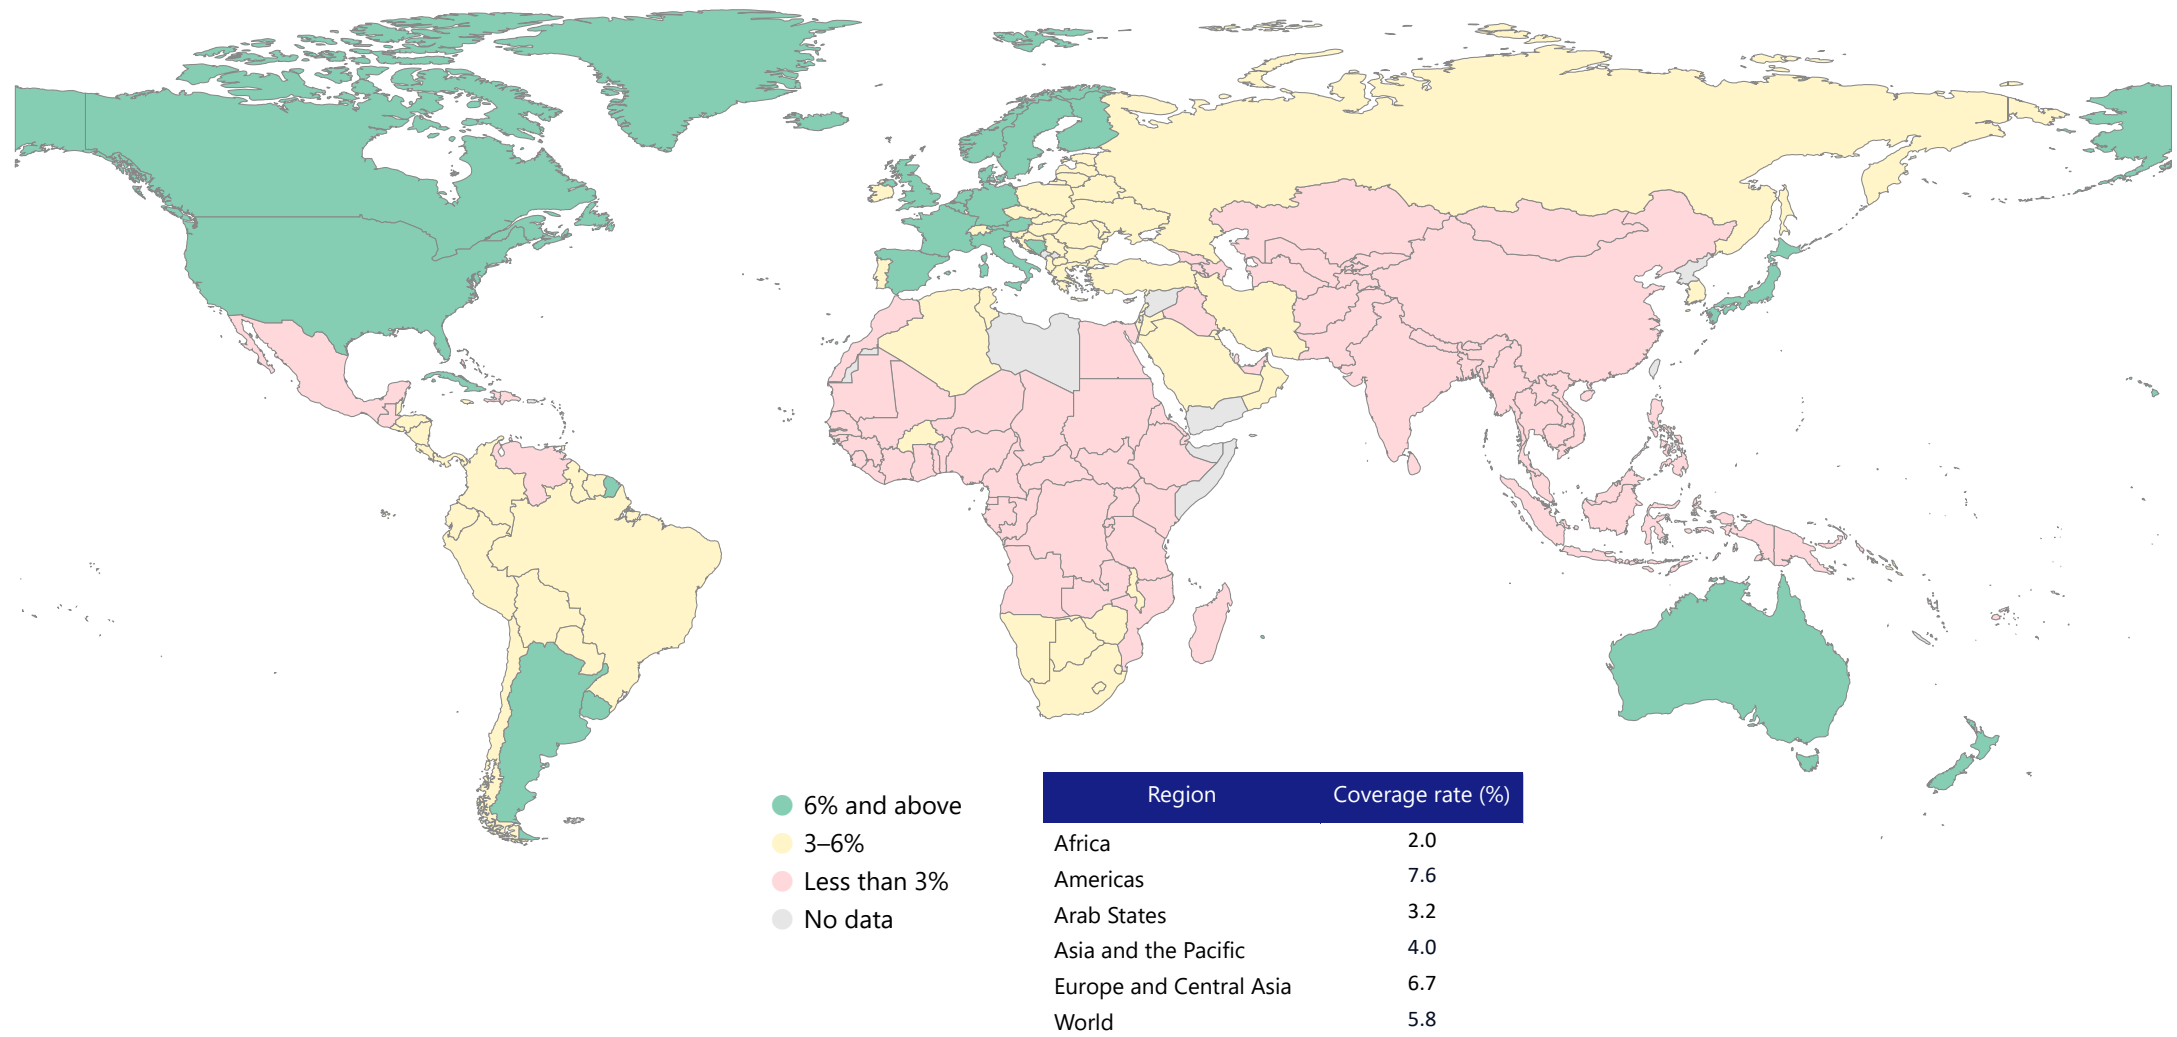 6% and above
3–6%
Less than 3%
No data
Region Coverage rate (%)
Africa 2.0
Americas 7.6
Arab States 3.2
Asia and the Pacific 4.0
Europe and Central Asia 6.7
World 5.8